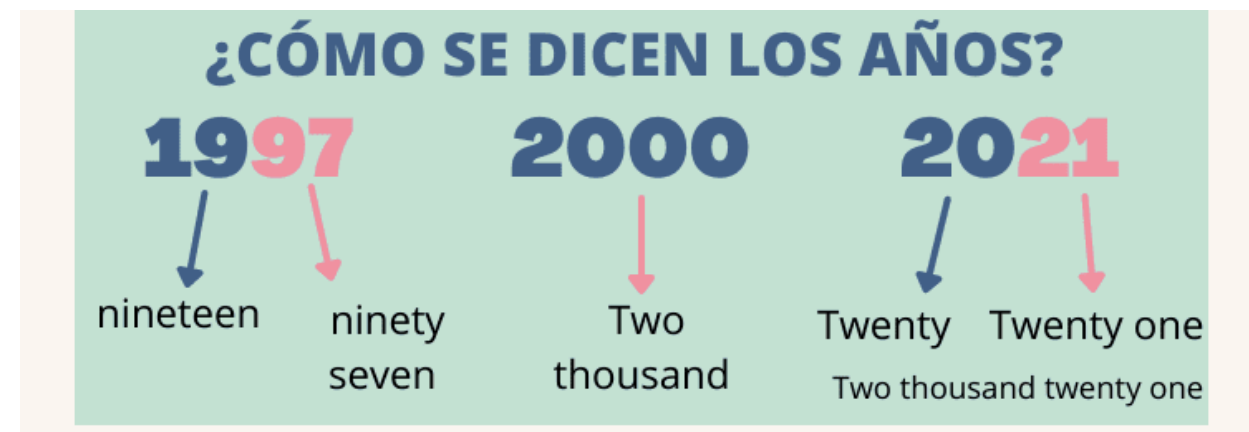 ¿CÓMO SE DICEN LOS AÑOS?
1997 2000 2021
nineteen ninety seven
Two thousand
Twenty Twenty one
Two thousand twenty one